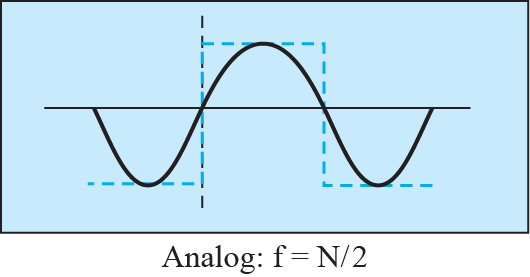 Analog: f = N/2